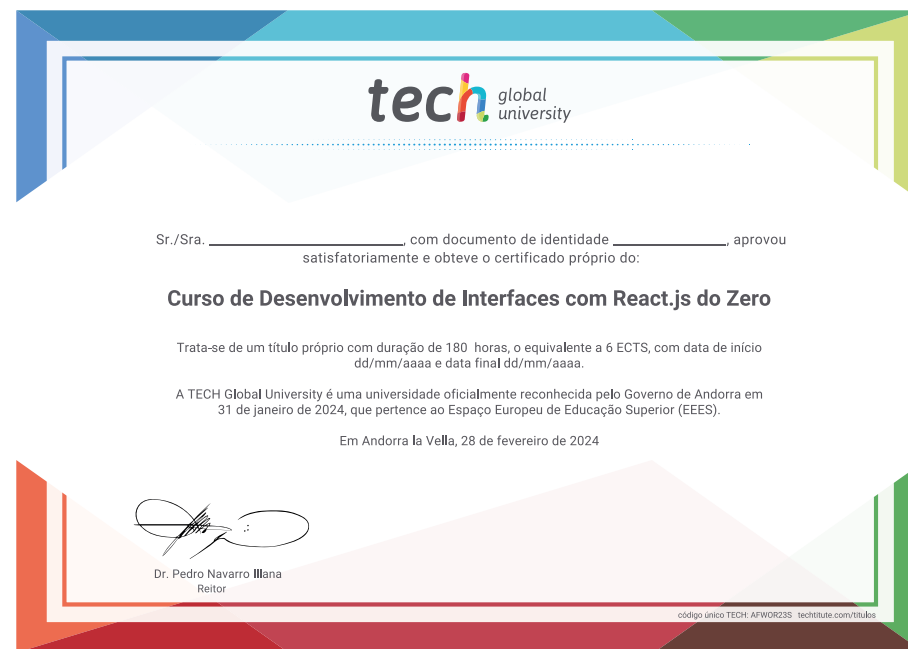 tech global university
Sr./Sra. ____________________, com documento de identidade ____________, aprovou
satisfatoriamente e obteve o certificado próprio do:
Curso de Desenvolvimento de Interfaces com React.js do Zero
Trata-se de um título próprio com duração de 180 horas, o equivalente a 6 ECTS, com data de início
dd/mm/aaaa e data final dd/mm/aaaa.
A TECH Global University é uma universidade oficialmente reconhecida pelo Governo de Andorra em
31 de janeiro de 2024, que pertence ao Espaço Europeu de Educação Superior (EEES).
Em Andorra la Vella, 28 de fevereiro de 2024
Dr. Pedro Navarro Illana
Reitor
código único TECH: AFWOR23S techtitute.com/titulos